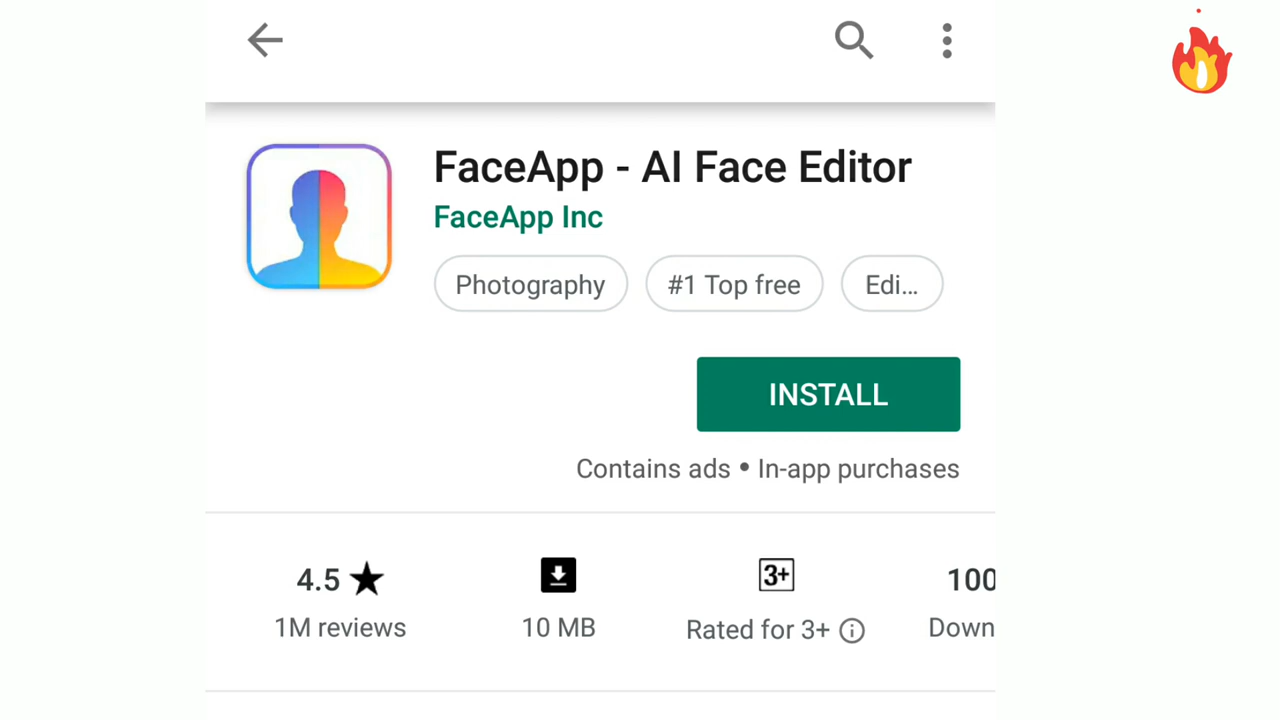 FaceApp - AI Face Editor
FaceApp Inc
Photography #1 Top free Edi...
INSTALL
Contains ads • In-app purchases
4.5 ★ 3+ 100
1M reviews 10 MB Rated for 3+ Down